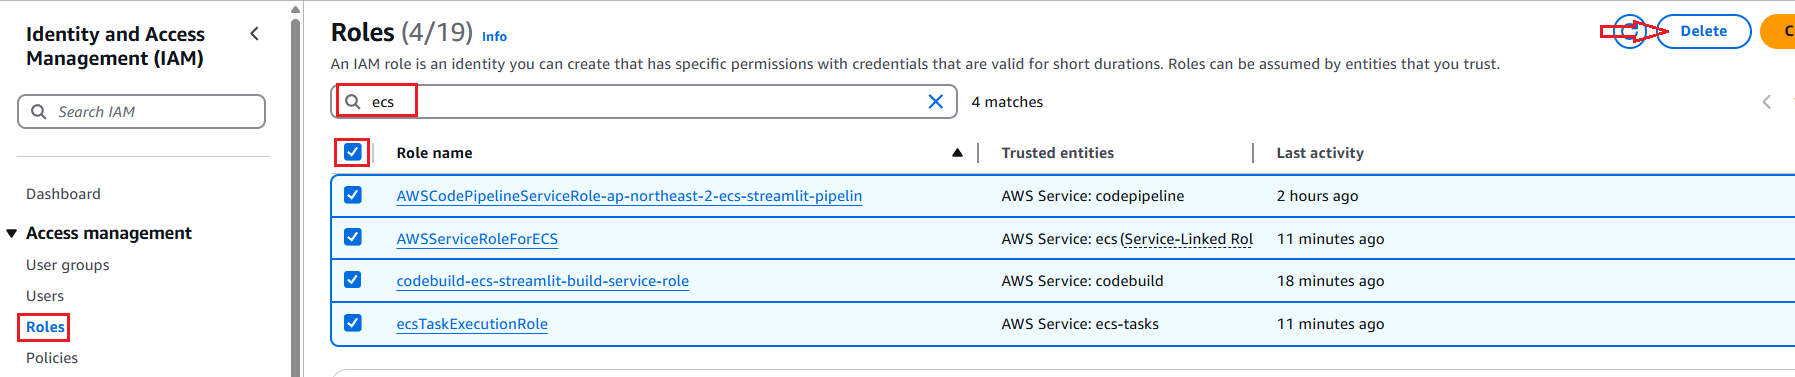 Identity and Access
Management (IAM)
Search IAM
Dashboard
Access management
User groups
Users
Roles
Policies
Roles (4/19) Info
Delete
C
An IAM role is an identity you can create that has specific permissions with credentials that are valid for short durations. Roles can be assumed by entities that you trust.
ecs
4 matches
Role name Trusted entities Last activity
AWSCodePipelineServiceRole-ap-northeast-2-ecs-streamlit-pipelin AWS Service: codepipeline 2 hours ago
AWSServiceRoleForECS AWS Service: ecs (Service-Linked Rol 11 minutes ago
codebuild-ecs-streamlit-build-service-role AWS Service: codebuild 18 minutes ago
ecsTaskExecutionRole AWS Service: ecs-tasks 11 minutes ago